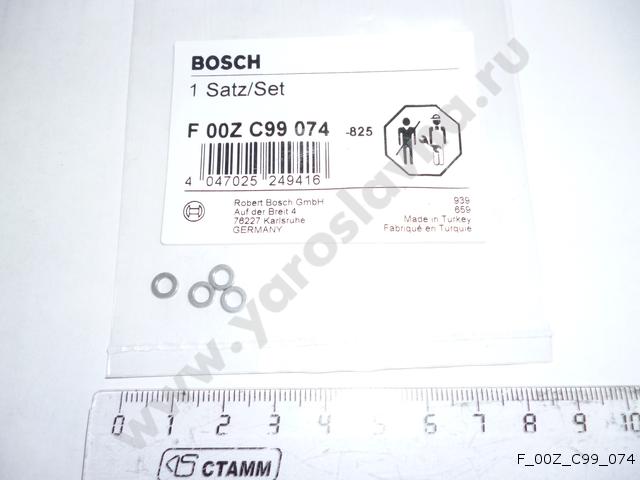 BOSCH
1 Satz/Set
F 00Z C99 074 -825
4 047025 249416
Robert Bosch GmbH
Auf der Breit 4
76227 Karlsruhe
GERMANY
939
659
Made in Turkey
Fabriqué en Turquie
www.yaroslavka.ru
0 1 2 3 4 5 6 7 8 9 10
СТАММ
F_00Z_C99_074